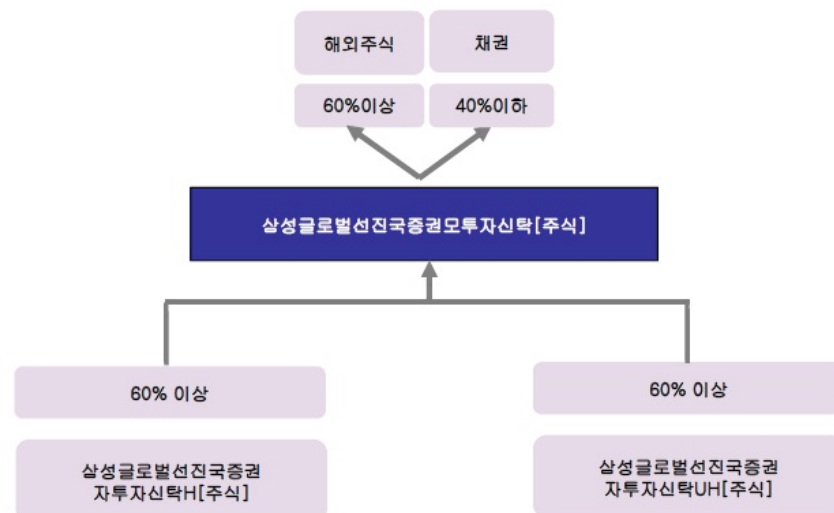 해외주식
채권
60%이상
40%이하
삼성글로벌선진국증권모투자신탁[주식]
60% 이상
60% 이상
삼성글로벌선진국증권
자투자신탁H[주식]
삼성글로벌선진국증권
자투자신탁UH[주식]